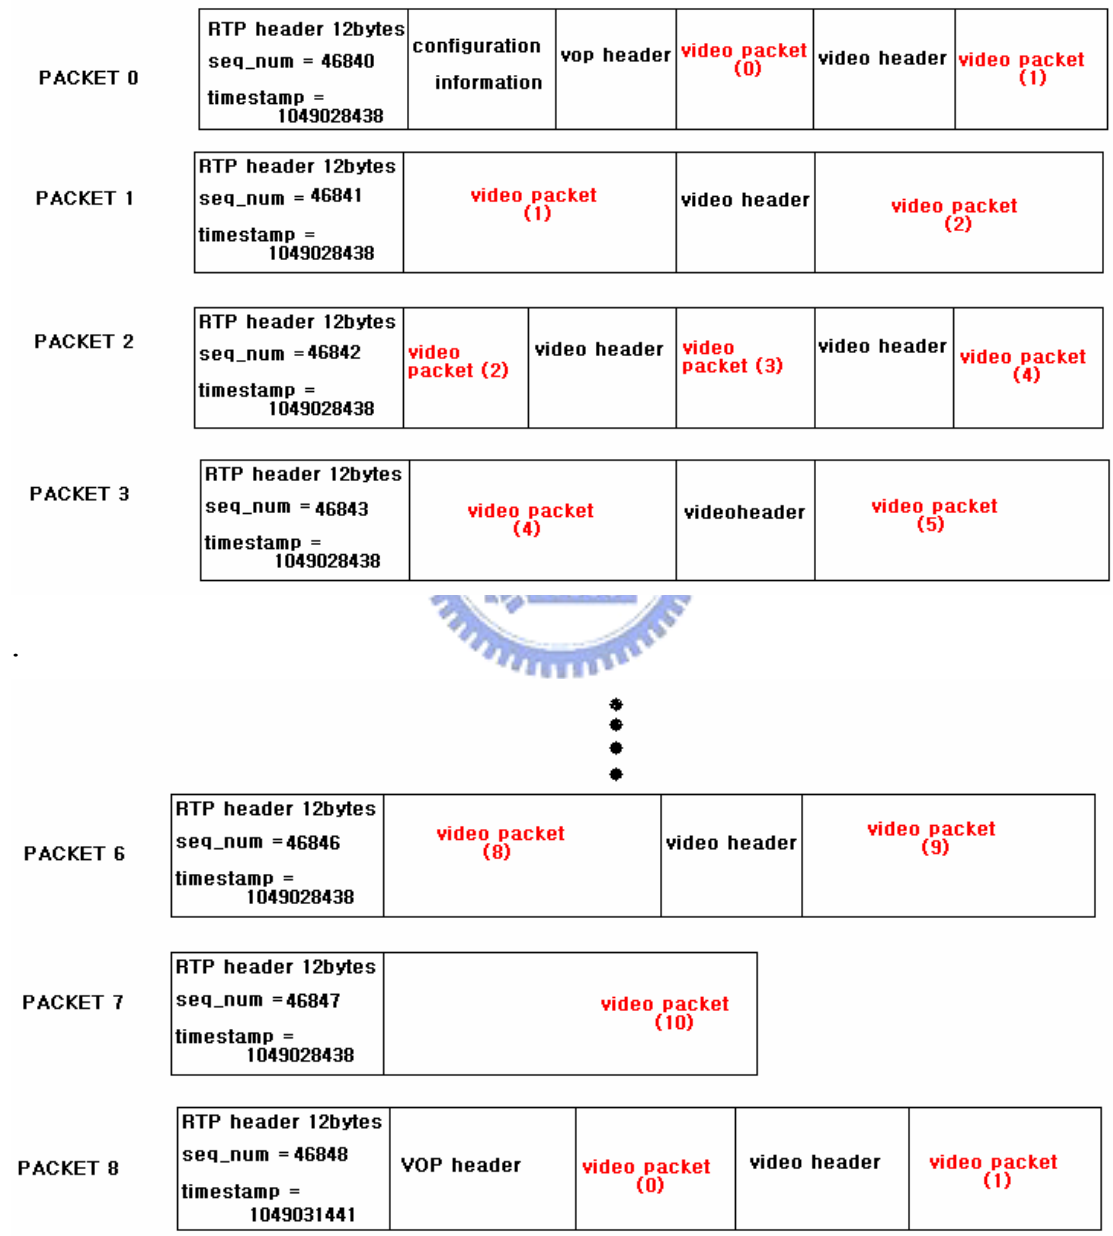 PACKET 0
RTP header 12bytes
seq_num = 46840
timestamp =
1049028438
configuration
information
vop header
video packet
(0)
video header
video packet
(1)
PACKET 1
RTP header 12bytes
seq_num = 46841
timestamp =
1049028438
video packet
(1)
video header
video packet
(2)
PACKET 2
RTP header 12bytes
seq_num = 46842
timestamp =
1049028438
video
packet (2)
video header
video
packet (3)
video header
video packet
(4)
PACKET 3
RTP header 12bytes
seq_num = 46843
timestamp =
1049028438
video packet
(4)
videoheader
video packet
(5)
.
PACKET 6
RTP header 12bytes
seq_num = 46846
timestamp =
1049028438
video packet
(8)
video header
video packet
(9)
PACKET 7
RTP header 12bytes
seq_num = 46847
timestamp =
1049028438
video packet
(10)
PACKET 8
RTP header 12bytes
seq_num = 46848
timestamp =
1049031441
VOP header
video packet
(0)
video header
video packet
(1)